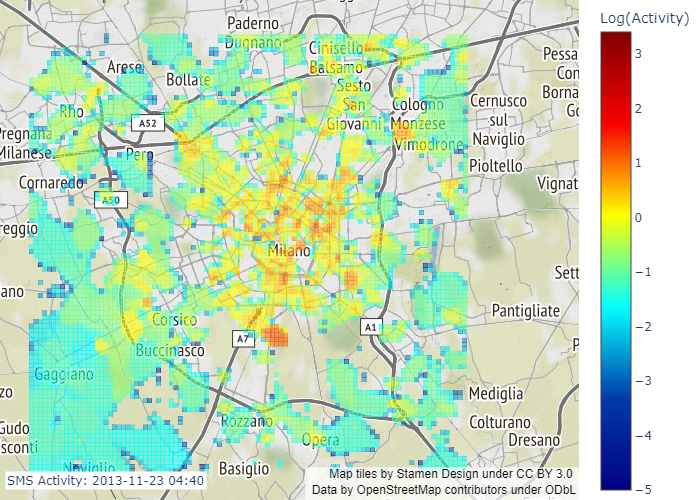 Paderno
Dugnano
Cinisello
Balsamo
Arese
Bollate
Sesto
San
Giovanni
Rho
A52
Cologno
Monzese
Vimodrone
Cernusco
sul
Naviglio
Pessa
Con
Borna
Go
Pregnana
Milanese
Pero
Pioltello
Cornaredo
A50
Vignat
reggio
Milano
Sett
ano
Pantigliate
Corsico
A7
A1
Buccinasco
P
Gaggiano
zo
Mediglia
Gudo
sconti
Rozzano
Opera
Colturano
Dresano
Noviglio
Basiglio
SMS Activity: 2013-11-23 04:40
Map tiles by Stamen Design under CC BY 3.0
Data by OpenStreetMap contributors under ODbL
Log(Activity)
3
2
1
0
−1
−2
−3
−4
−5